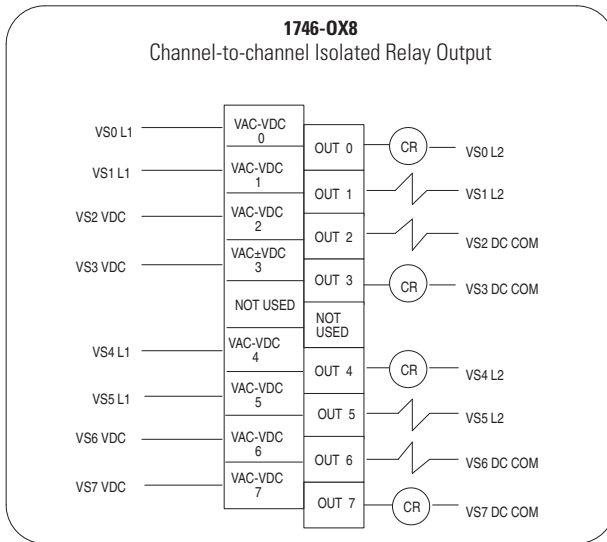 1746-OX8
Channel-to-channel Isolated Relay Output
VS0 L1
VAC-VDC
0
OUT 0
CR
VS0 L2
VS1 L1
VAC-VDC
1
OUT 1
VS1 L2
VS2 VDC
VAC-VDC
2
OUT 2
VS2 DC COM
VS3 VDC
VAC±VDC
3
OUT 3
CR
VS3 DC COM
NOT USED
NOT
USED
VS4 L1
VAC-VDC
4
OUT 4
CR
VS4 L2
VS5 L1
VAC-VDC
5
OUT 5
VS5 L2
VS6 VDC
VAC-VDC
6
OUT 6
VS6 DC COM
VS7 VDC
VAC-VDC
7
OUT 7
CR
VS7 DC COM